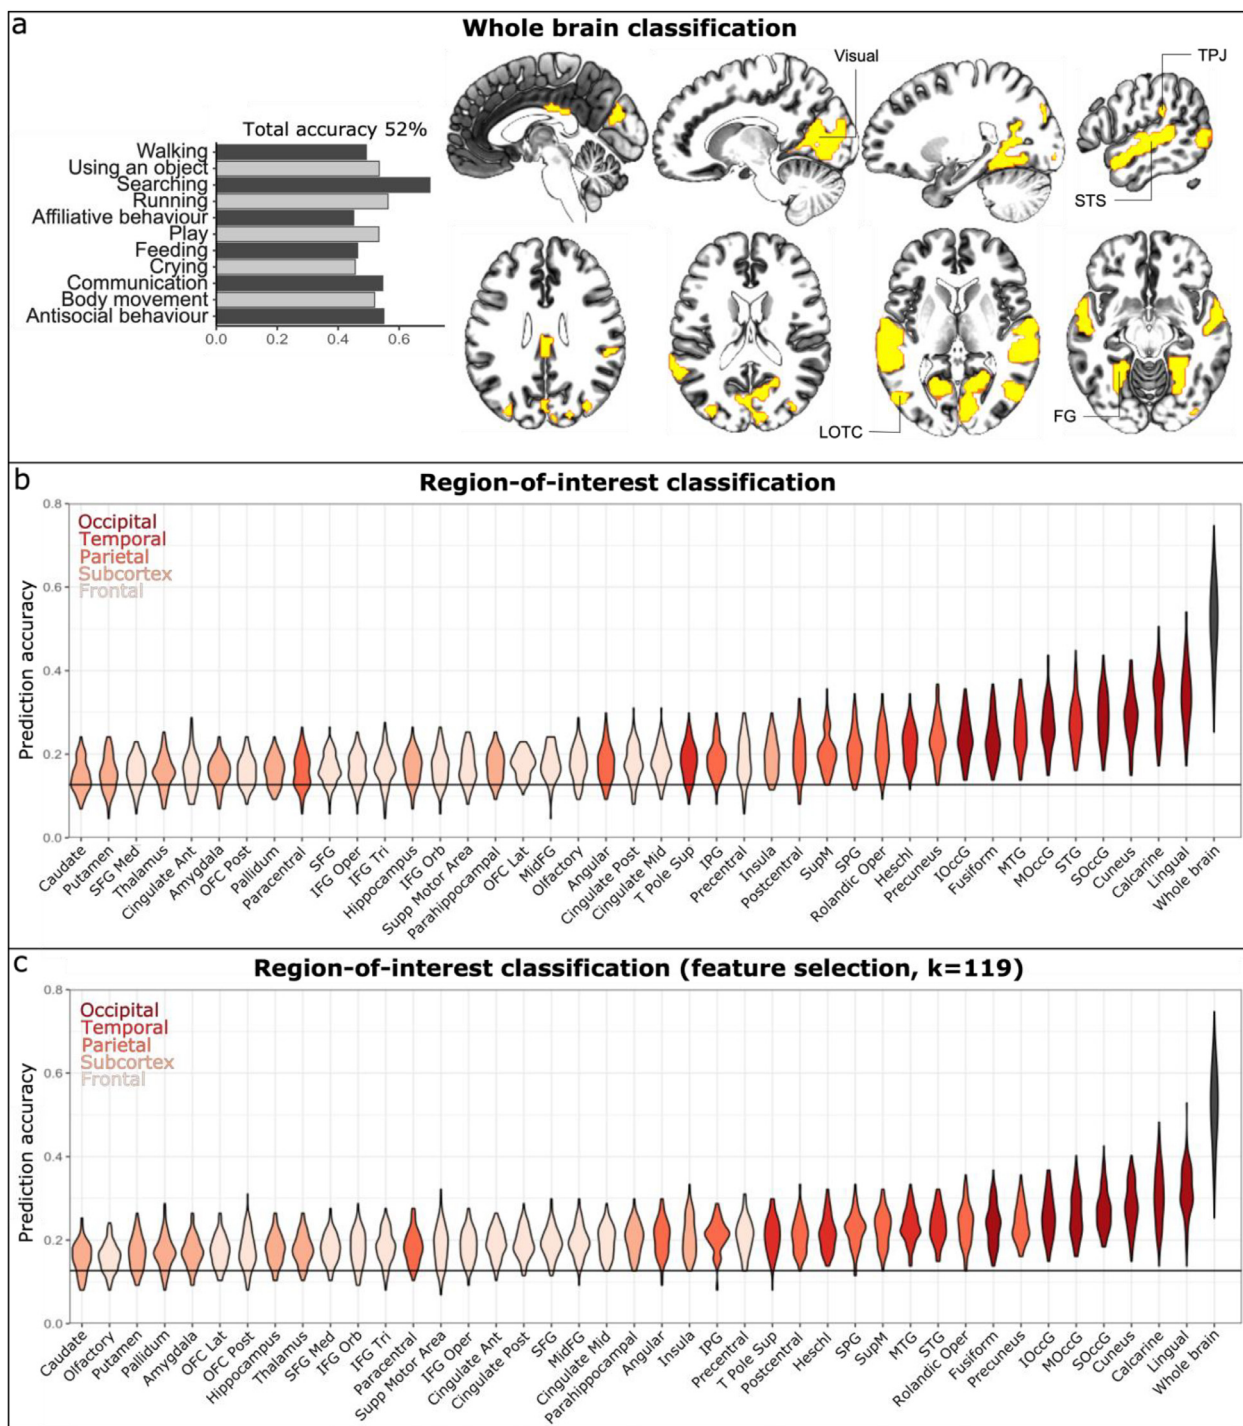 a
Whole brain classification
Visual
TPJ
Total accuracy 52%
Walking
Using an object
Searching
Running
Affiliative behaviour
Play
Feeding
Crying
Communication
Body movement
Antisocial behaviour
0.0 0.2 0.4 0.6
STS
LOTC
FG
b
Region-of-interest classification
Prediction accuracy
0.8
0.6
0.4
0.2
0.0
Occipital
Temporal
Parietal
Subcortex
Frontal
Caudate
Putamen
SFG Med
Thalamus
Cingulate Ant
Amygdala
OFC Post
Pallidum
Paracentral
SFG
IFG Oper
IFG Tri
Hippocampus
IFG Orb
Supp Motor Area
Parahippocampal
OFC Lat
MidFG
Olfactory
Angular
Cingulate Post
Cingulate Mid
T Pole Sup
IPG
Precentral
Insula
Postcentral
SupM
SPG
Rolandic Oper
Heschl
Precuneus
IOccG
Fusiform
MTG
MOccG
STG
SOccG
Cuneus
Calcarine
Lingual
Whole brain
c
Region-of-interest classification (feature selection, k=119)
Prediction accuracy
0.8
0.6
0.4
0.2
0.0
Occipital
Temporal
Parietal
Subcortex
Frontal
Caudate
Olfactory
Putamen
Pallidum
Amygdala
OFC Lat
OFC Post
Hippocampus
Thalamus
SFG Med
IFG Orb
IFG Tri
Paracentral
Supp Motor Area
IFG Oper
Cingulate Ant
Cingulate Post
SFG
MidFG
Cingulate Mid
Parahippocampal
Angular
Insula
IPG
Precentral
T Pole Sup
Postcentral
Heschl
SPG
SupM
MTG
STG
Rolandic Oper
Fusiform
Precuneus
IOccG
MOccG
SOccG
Cuneus
Calcarine
Lingual
Whole brain